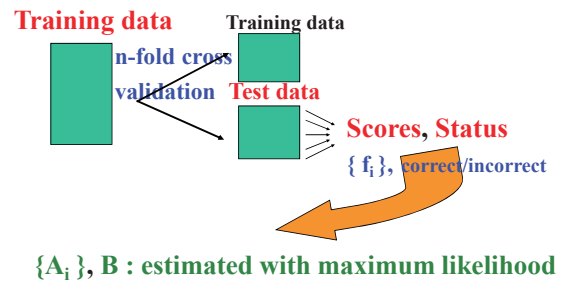 Training data
Training data
n-fold cross
validation
Test data
Scores, Status
{ fi }, correct/incorrect
{Ai }, B : estimated with maximum likelihood